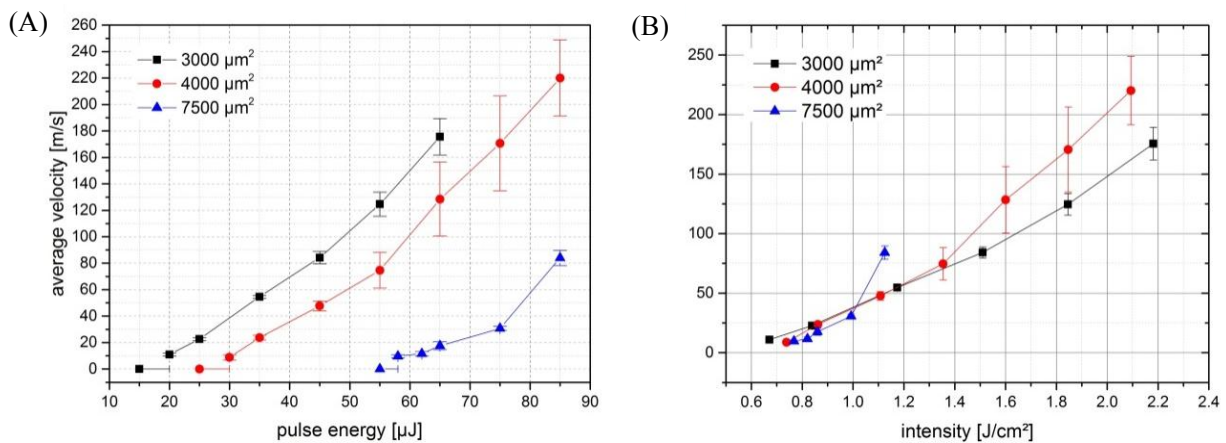 (A)
260
240
220
200
180
160
140
120
100
80
60
40
20
0
average velocity [m/s]
3000 µm²
4000 µm²
7500 µm²
10 20 30 40 50 60 70 80 90
pulse energy [µJ]
(B)
250
200
150
100
50
0
3000 µm²
4000 µm²
7500 µm²
0.6 0.8 1.0 1.2 1.4 1.6 1.8 2.0 2.2 2.4
intensity [J/cm²]